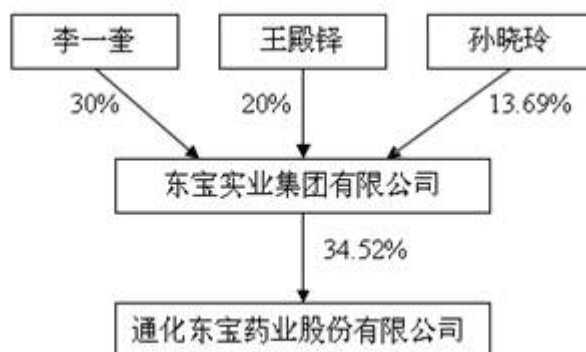 李一奎
王殿铎
孙晓玲
30%
20%
13.69%
东宝实业集团有限公司
34.52%
通化东宝药业股份有限公司